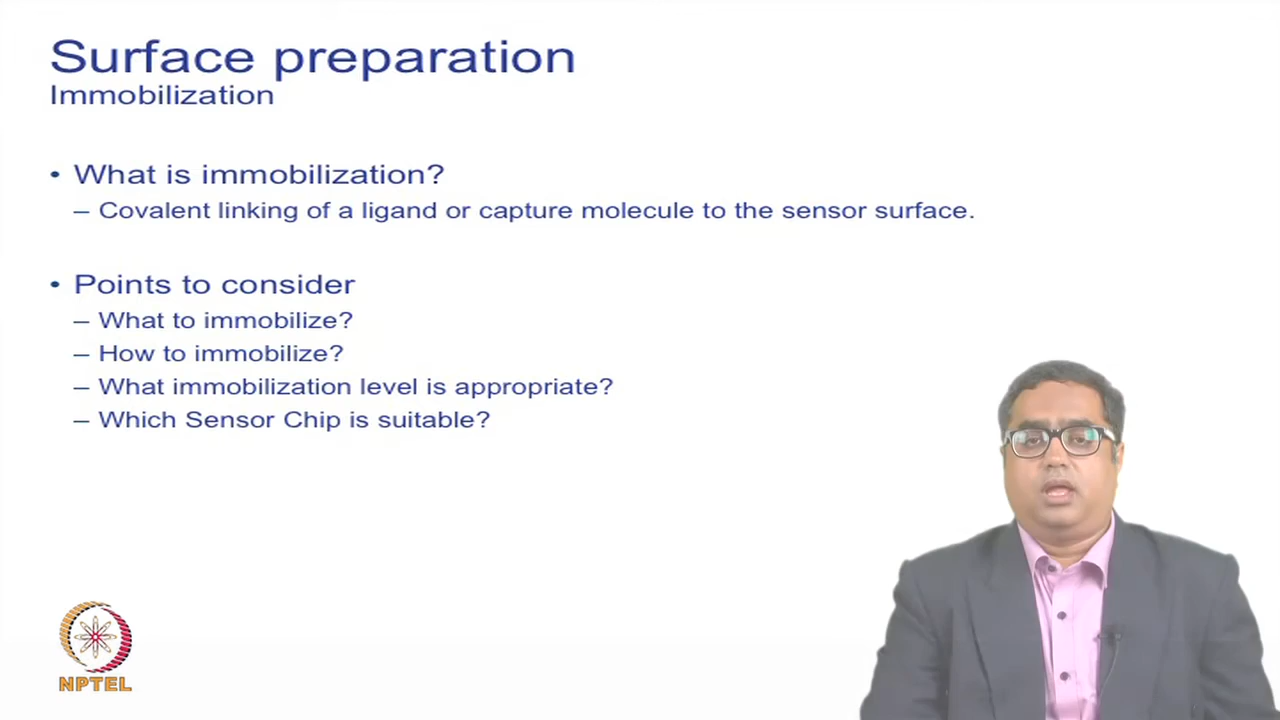 Surface preparation
Immobilization
• What is immobilization?
– Covalent linking of a ligand or capture molecule to the sensor surface.
• Points to consider
– What to immobilize?
– How to immobilize?
– What immobilization level is appropriate?
– Which Sensor Chip is suitable?
NPTEL